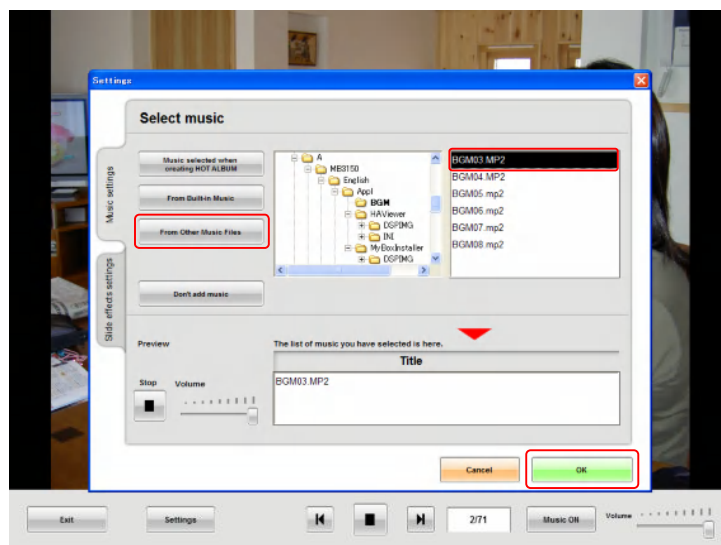 Settings
Select music
Music settings
Slide effects settings
Music selected when
creating HOT ALBUM
From Built-in Music
From Other Music Files
Don't add music
A
MB3150
English
Appl
BGM
HAViewer
DSPIMG
INI
MyBoxInstaller
DSPIMG
BGM03.MP2
BGM04.MP2
BGM05.mp2
BGM06.mp2
BGM07.mp2
BGM08.mp2
Preview
The list of music you have selected is here.
Title
Stop
Volume
BGM03.MP2
Cancel
OK
Exit
Settings
2/71
Music ON
Volume